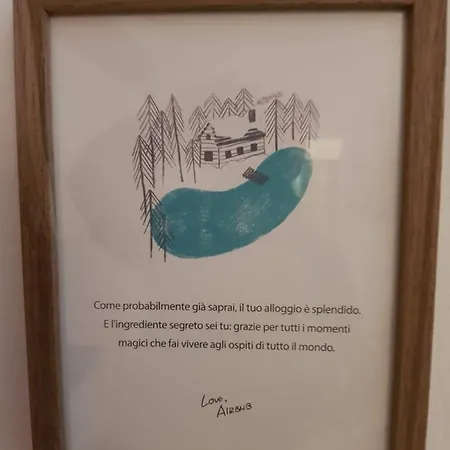 Come probabilmente già saprai, il tuo alloggio è splendido.
E l'ingrediente segreto sei tu: grazie per tutti i momenti
magici che fai vivere agli ospiti di tutto il mondo.
Love,
AIRBNB